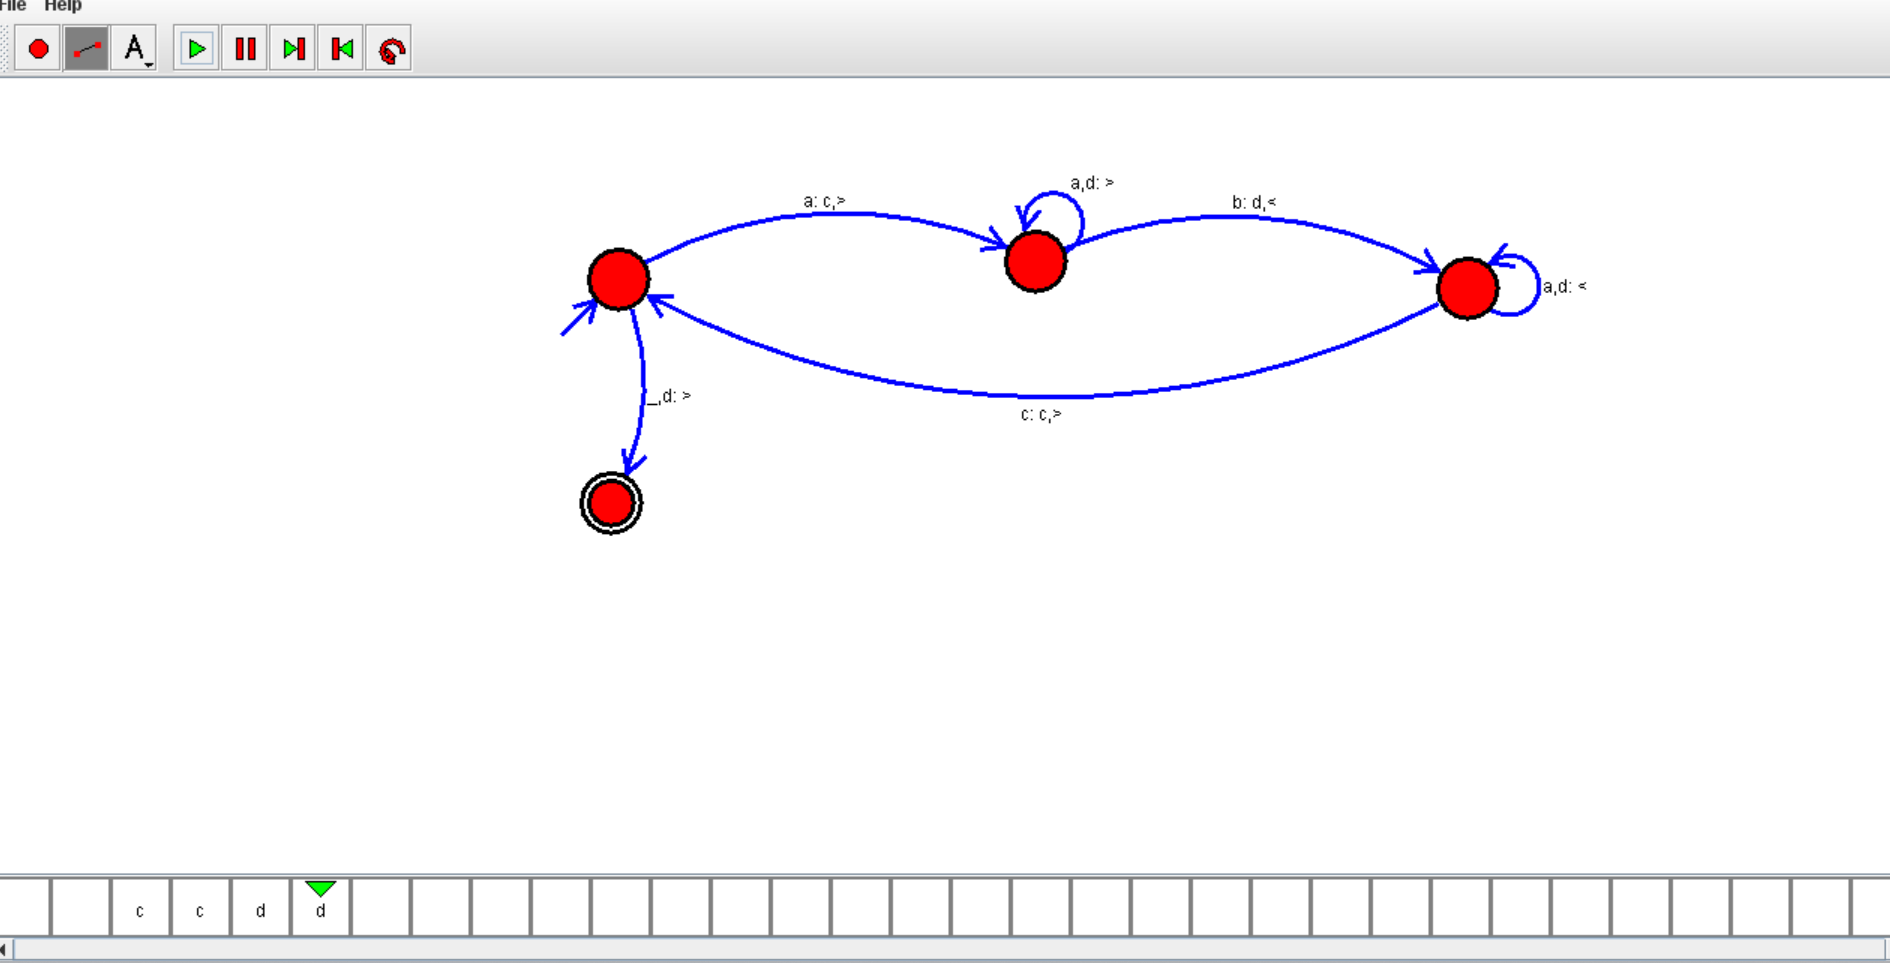 File Help
A
a,d: >
a: c,>
b: d,<
a,d: <
_,d: >
c: c,>
c c d d